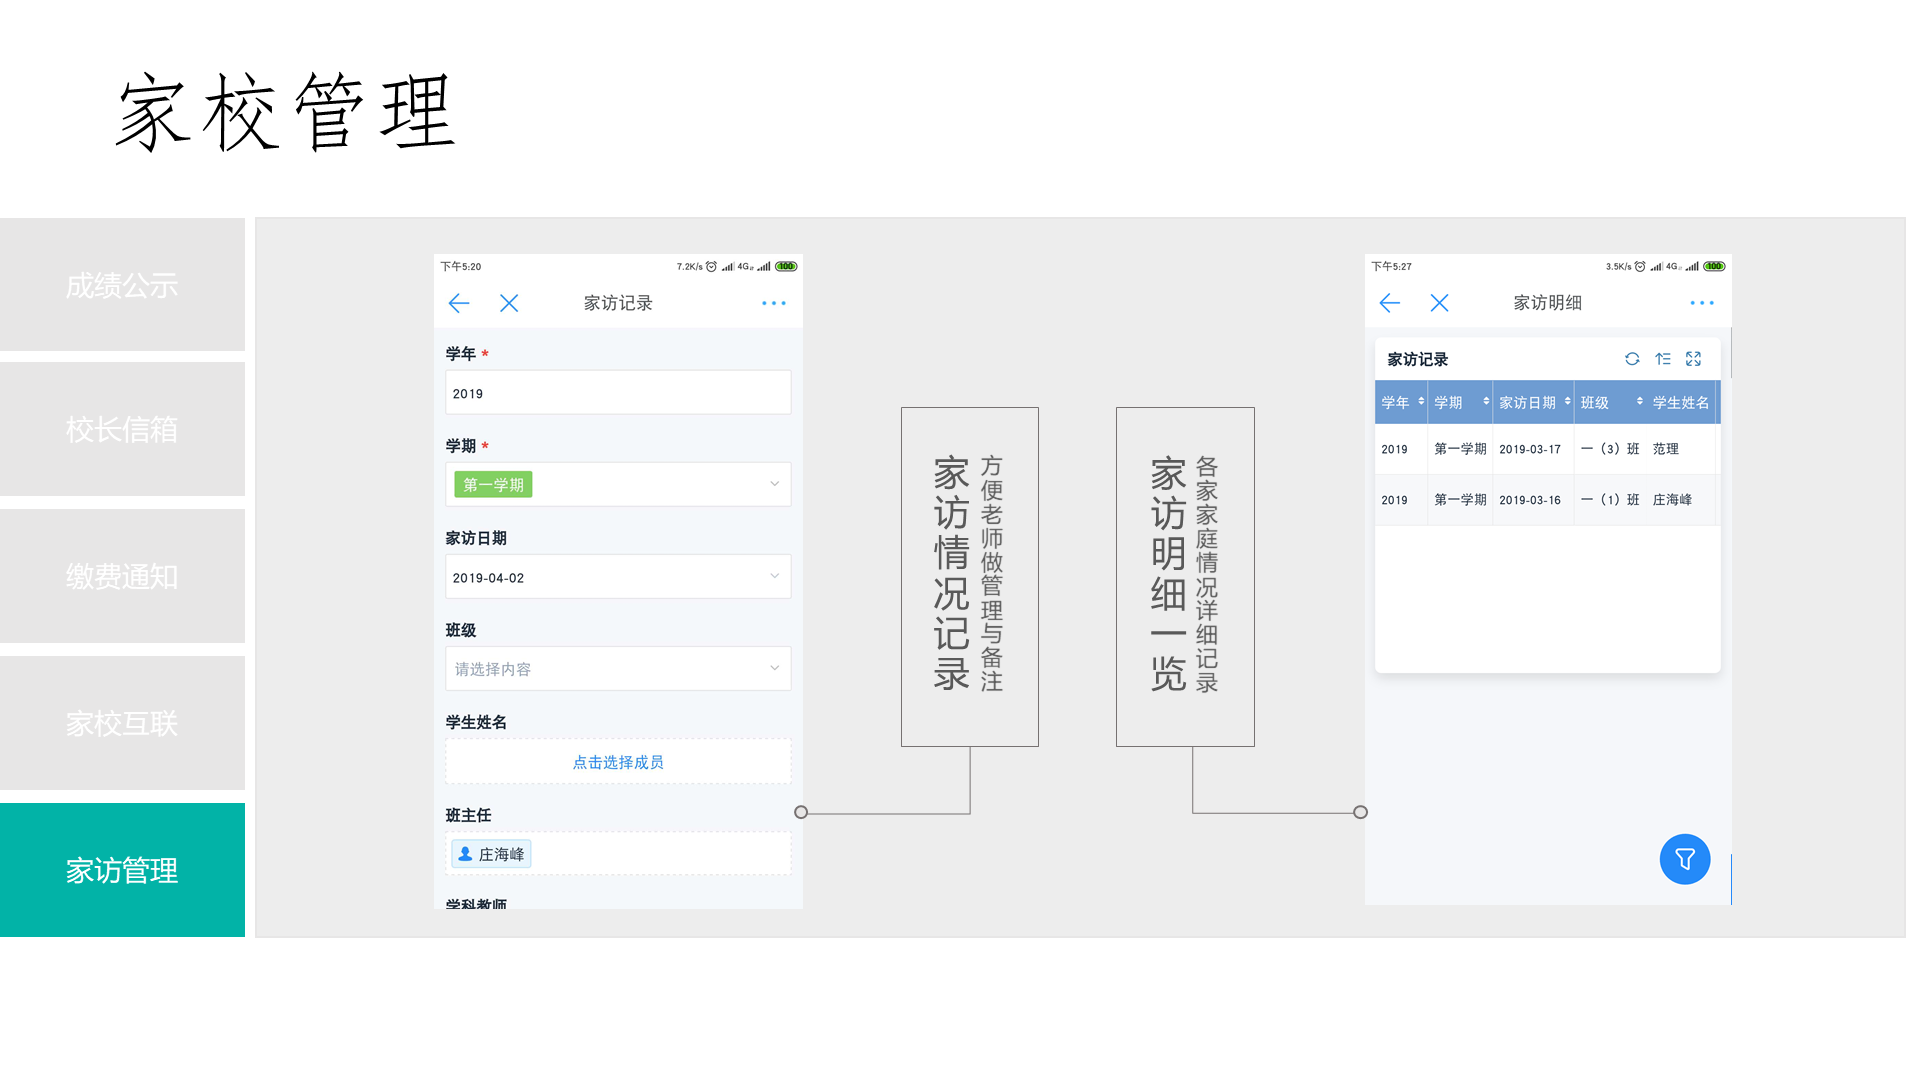 家校管理
成绩公示
校长信箱
缴费通知
家校互联
家访管理
下午5:20
7.2K/s 4G 100
家访记录
学年 *
2019
学期 *
第一学期
家访日期
2019-04-02
班级
请选择内容
学生姓名
点击选择成员
班主任
庄海峰
学科教师
家访情况记录
方便老师做管理与备注
家访明细一览
各家家庭情况详细记录
下午5:27
3.5K/s 4G 100
家访明细
家访记录
学年 学期 家访日期 班级 学生姓名
2019 第一学期 2019-03-17 一（3）班 范理
2019 第一学期 2019-03-16 一（1）班 庄海峰